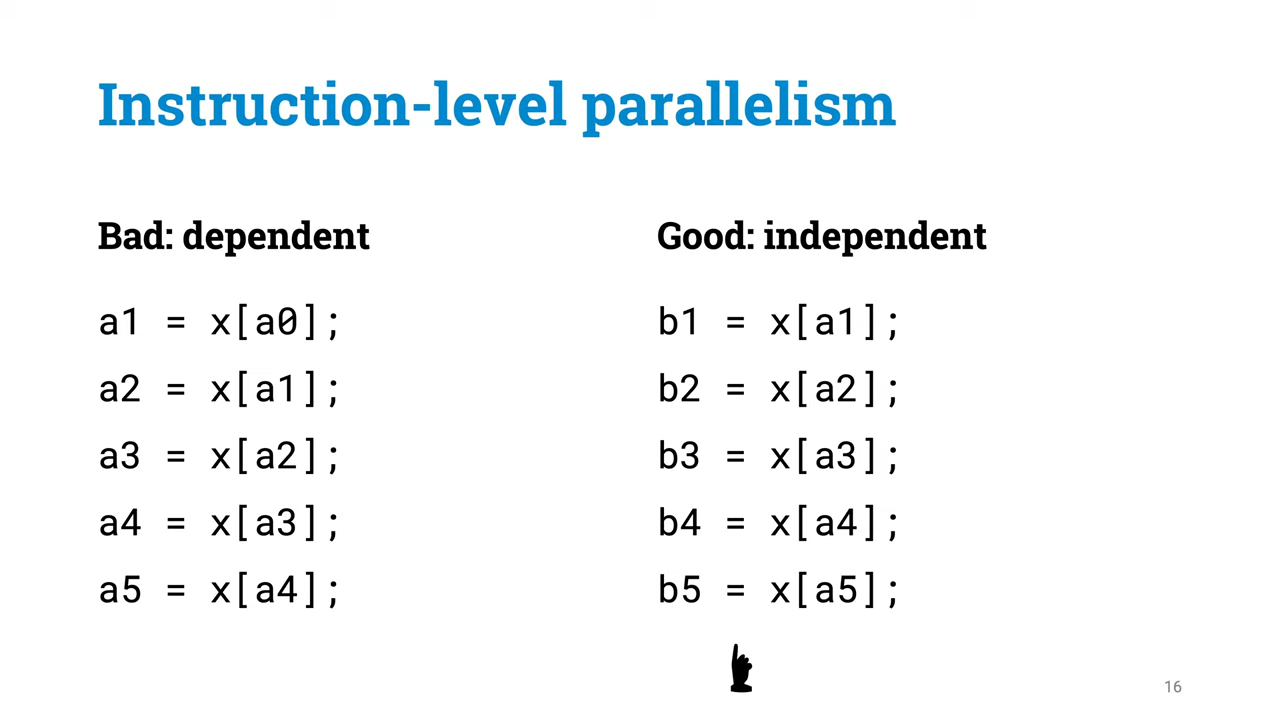 Instruction-level parallelism
Bad: dependent
a1 = x[a0];
a2 = x[a1];
a3 = x[a2];
a4 = x[a3];
a5 = x[a4];
Good: independent
b1 = x[a1];
b2 = x[a2];
b3 = x[a3];
b4 = x[a4];
b5 = x[a5];
16